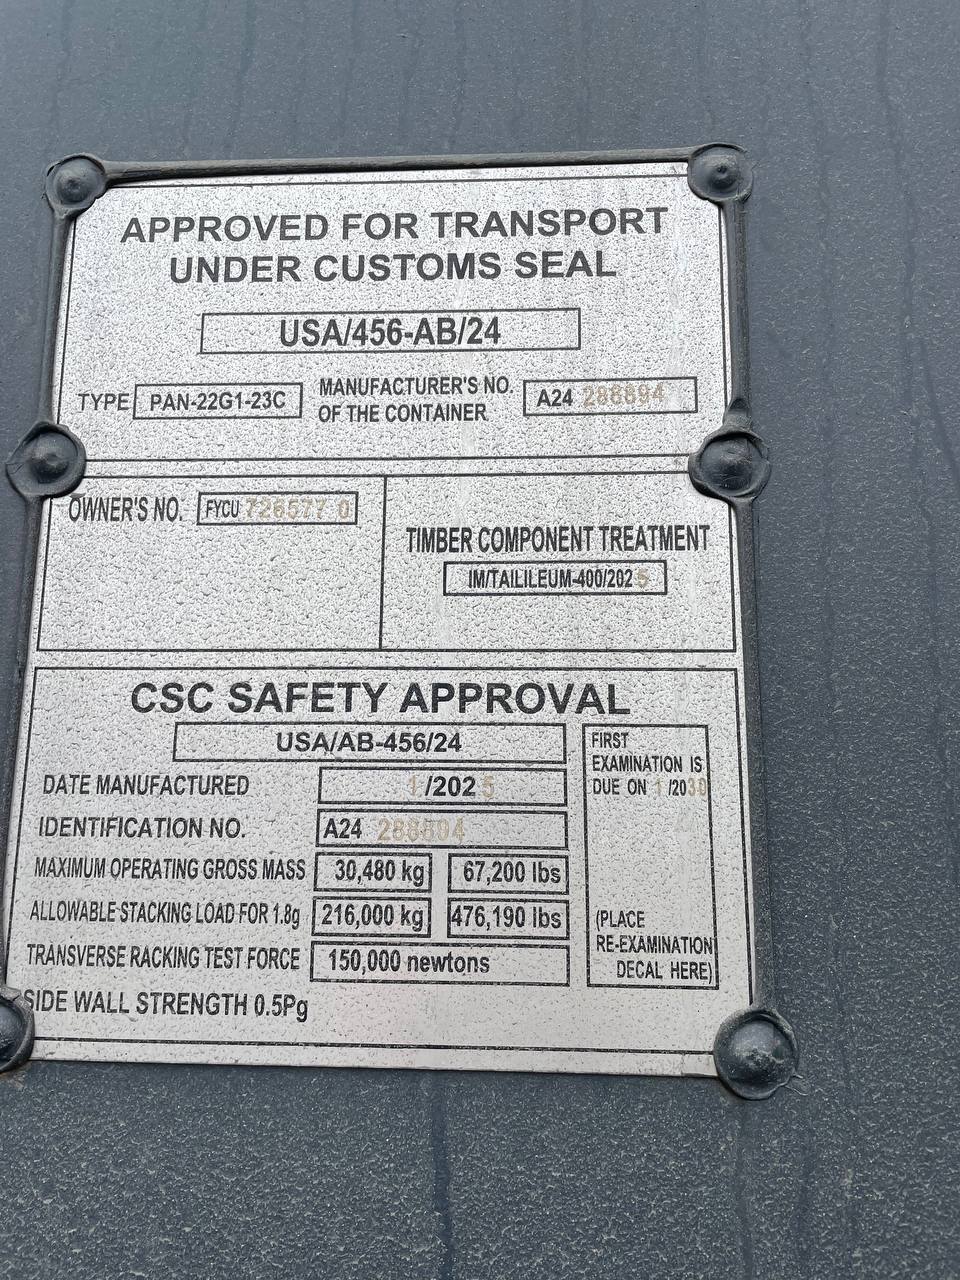 APPROVED FOR TRANSPORT
UNDER CUSTOMS SEAL
USA/456-AB/24
TYPE PAN-22G1-23C MANUFACTURER'S NO. OF THE CONTAINER A24
OWNER'S NO. FYCU 726577 0
TIMBER COMPONENT TREATMENT
IM/TAILILEUM-400/2025
CSC SAFETY APPROVAL
USA/AB-456/24
DATE MANUFACTURED 1/2025
IDENTIFICATION NO. A24
MAXIMUM OPERATING GROSS MASS 30,480 kg 67,200 lbs
ALLOWABLE STACKING LOAD FOR 1.8g 216,000 kg 476,190 lbs
TRANSVERSE RACKING TEST FORCE 150,000 newtons
SIDE WALL STRENGTH 0.5Pg
FIRST
EXAMINATION IS
DUE ON 1/2030
(PLACE
RE-EXAMINATION
DECAL HERE)